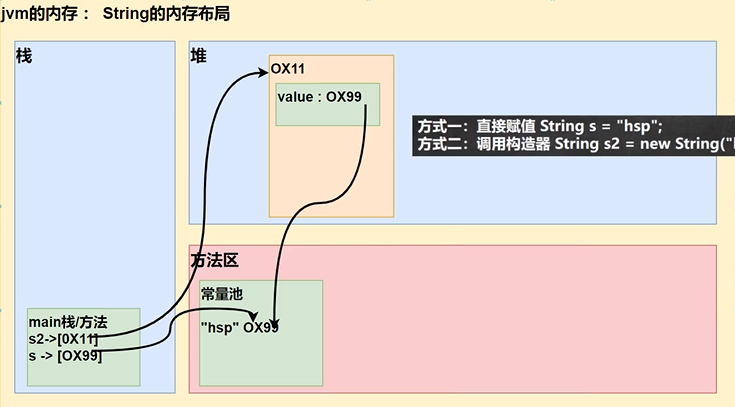 jvm的内存： String的内存布局
栈
堆
OX11
value : OX99
方式一：直接赋值 String s = "hsp";
方式二：调用构造器 String s2 = new String("
方法区
常量池
"hsp" OX99
main栈/方法
s2->[0X11]
s -> [OX99]